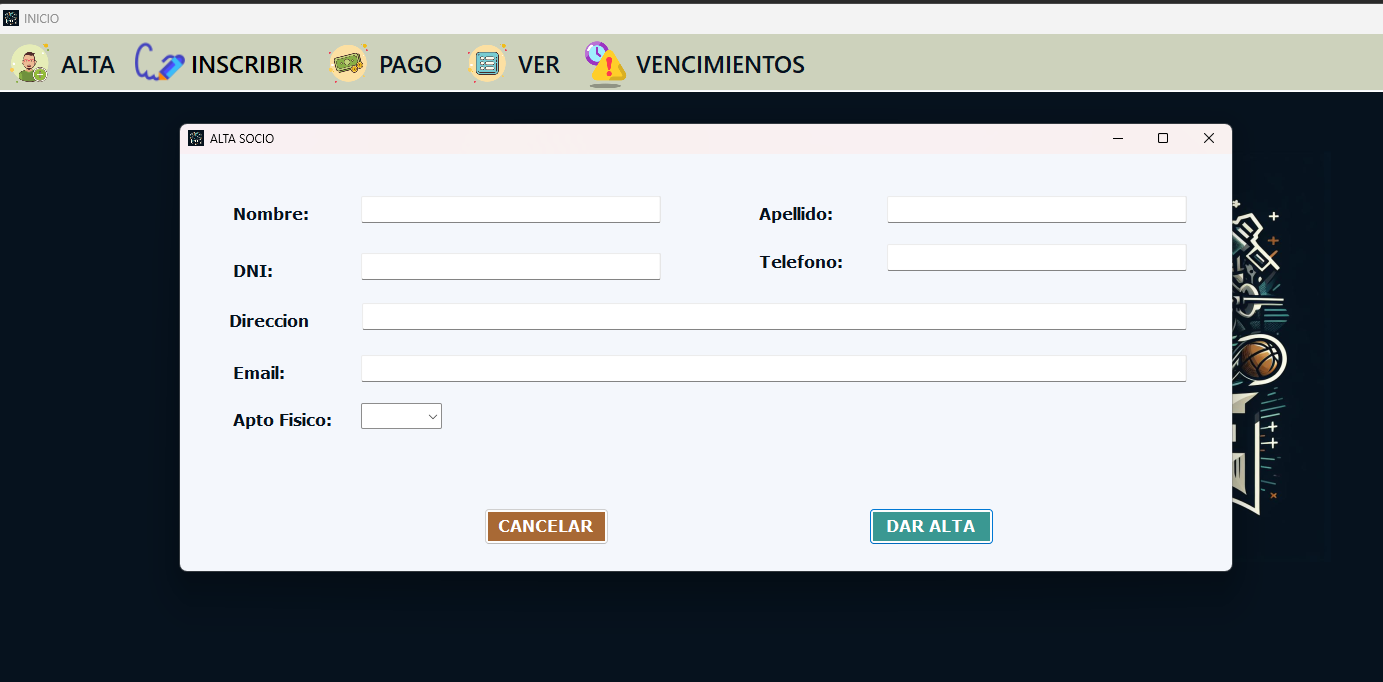 INICIO
ALTA INSCRIBIR PAGO VER VENCIMIENTOS
ALTA SOCIO
Nombre: Apellido:
DNI: Telefono:
Direccion
Email:
Apto Fisico:
CANCELAR DAR ALTA